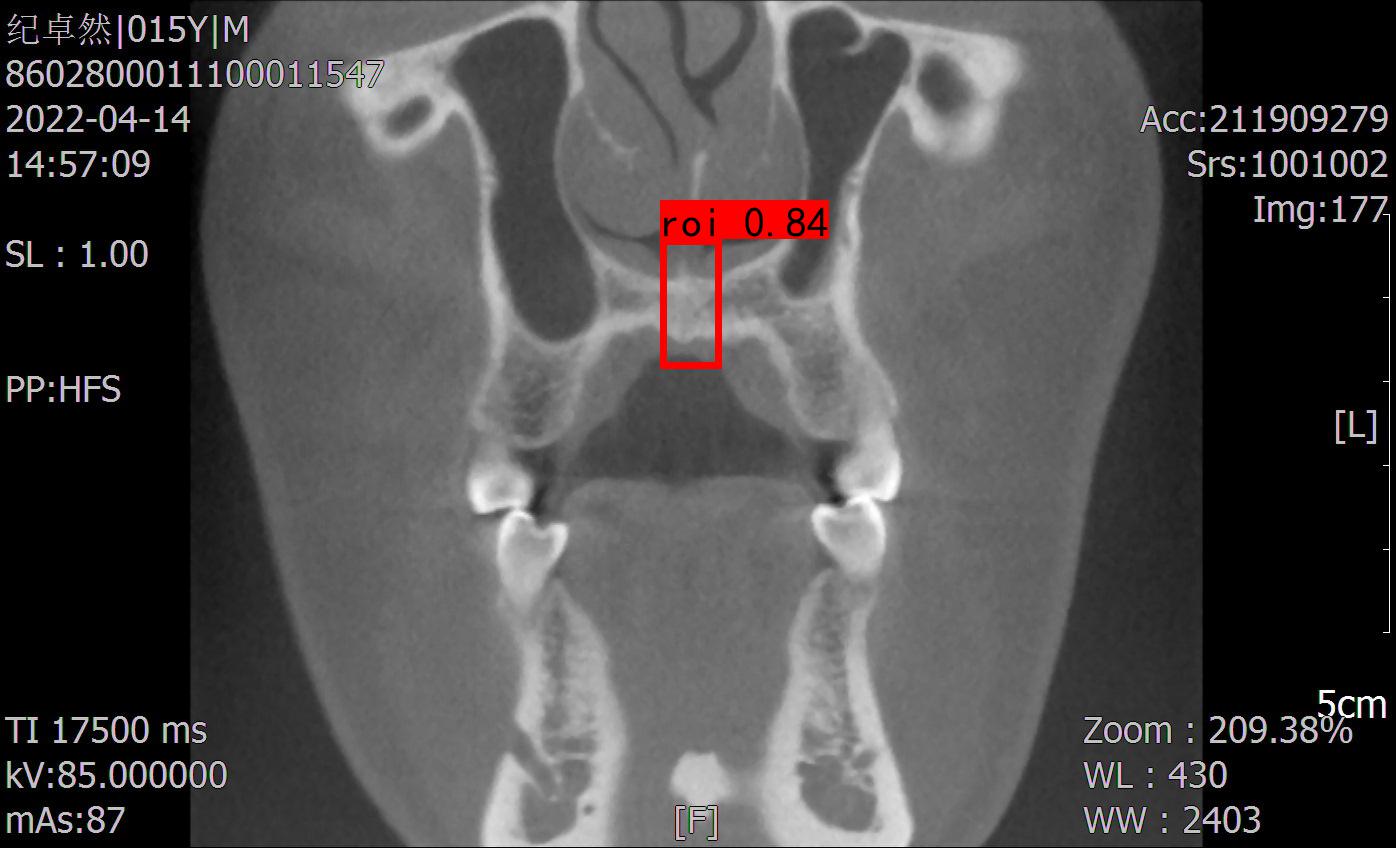 纪卓然|015Y|M
8602800011100011547
2022-04-14
14:57:09
SL : 1.00
PP:HFS
Acc:211909279
Srs:1001002
Img:177
roi 0.84
[L]
5cm
TI 17500 ms
kV:85.000000
mAs:87
[F]
Zoom : 209.38%
WL : 430
WW : 2403